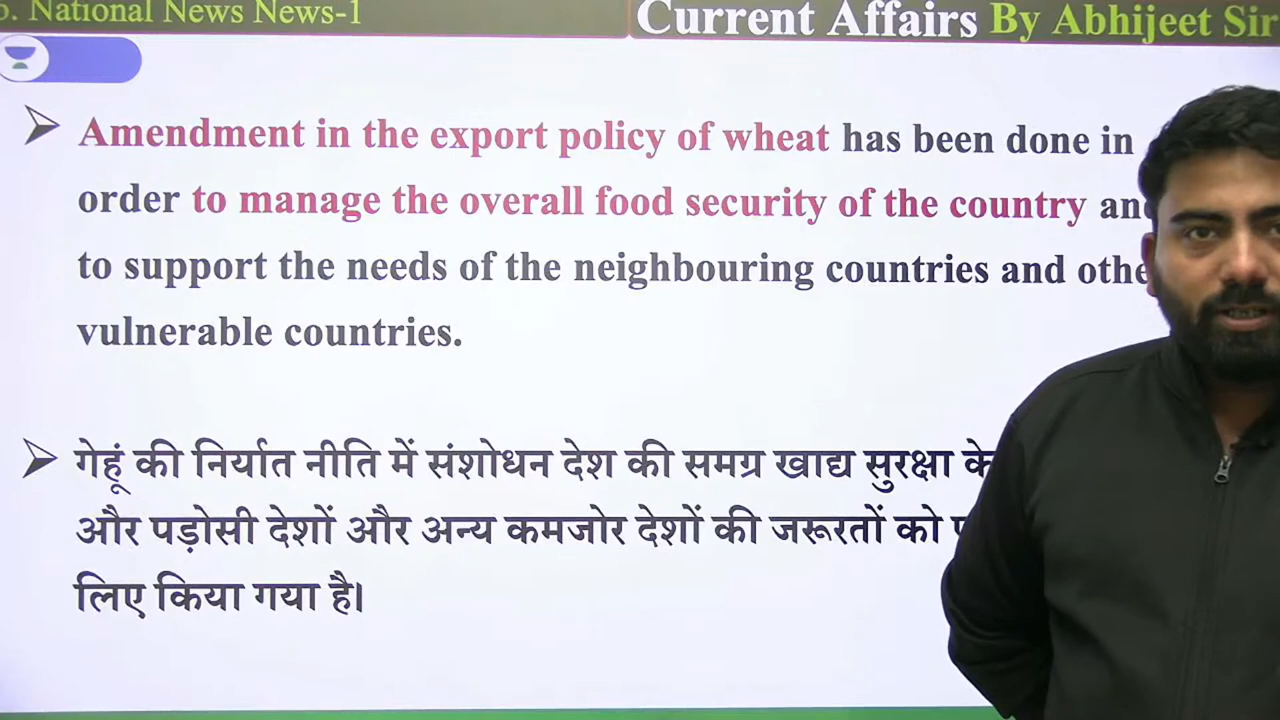 National News News-1
Current Affairs By Abhijeet Sir
Amendment in the export policy of wheat has been done in
order to manage the overall food security of the country
to support the needs of the neighbouring countries and
vulnerable countries.
गेहूं की निर्यात नीति में संशोधन देश की समग्र खाद्य सुरक्षा के
और पड़ोसी देशों और अन्य कमजोर देशों की जरूरतों को
लिए किया गया है।